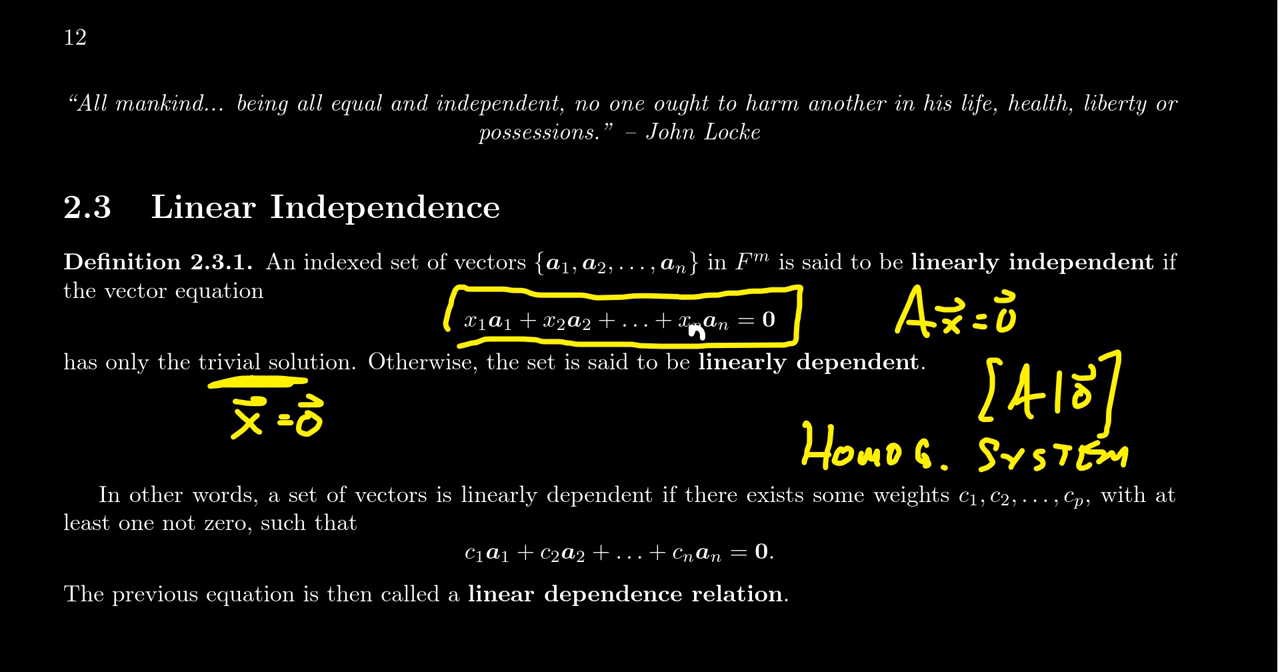 12
“All mankind... being all equal and independent, no one ought to harm another in his life, health, liberty or
possessions.” – John Locke
2.3 Linear Independence
Definition 2.3.1. An indexed set of vectors {a₁, a₂, . . . , aₙ} in Fᵐ is said to be linearly independent if
the vector equation
x₁a₁ + x₂a₂ + . . . + xₙaₙ = 0
Ax⃗ = 0⃗
has only the trivial solution. Otherwise, the set is said to be linearly dependent.
[A | 0⃗]
x⃗ = 0⃗
HOMOG. SYSTEM
In other words, a set of vectors is linearly dependent if there exists some weights c₁, c₂, . . . , cₚ, with at
least one not zero, such that
c₁a₁ + c₂a₂ + . . . + cₙaₙ = 0.
The previous equation is then called a linear dependence relation.